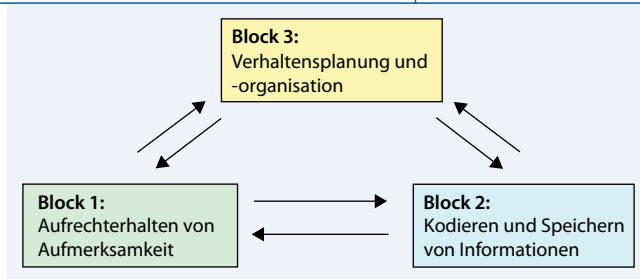 Block 3:
Verhaltensplanung und
-organisation
Block 1:
Aufrechterhalten von
Aufmerksamkeit
Block 2:
Kodieren und Speichern
von Informationen